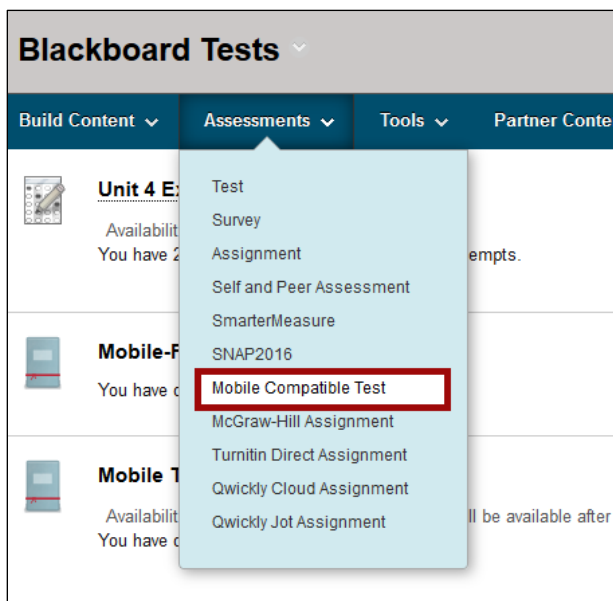 Blackboard Tests
Build Content Assessments Tools Partner Conte
Unit 4 E
Availabilit
You have 2 empts.
Mobile-F
You have
Mobile T
Availabilit ll be available after
You have
Test
Survey
Assignment
Self and Peer Assessment
SmarterMeasure
SNAP2016
Mobile Compatible Test
McGraw-Hill Assignment
Turnitin Direct Assignment
Qwickly Cloud Assignment
Qwickly Jot Assignment